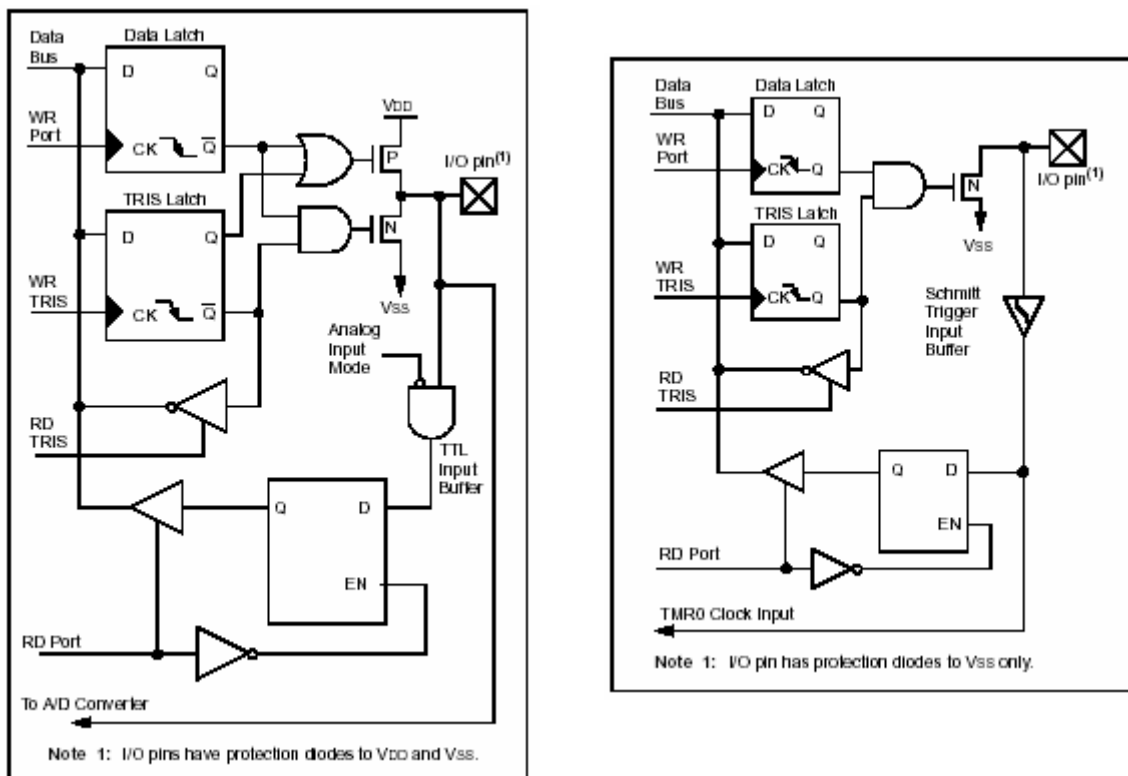 Data Latch
Data
Bus
D
Q
WR
Port
CK
Q
VDD
P
I/O pin(1)
TRIS Latch
D
Q
N
WR
TRIS
CK
Q
VSS
Analog
Input
Mode
RD
TRIS
TTL
Input
Buffer
Q
D
EN
RD Port
To A/D Converter
Note 1: I/O pins have protection diodes to VDD and VSS.
Data Latch
Data
Bus
D
Q
WR
Port
CK
Q
N
I/O pin(1)
VSS
TRIS Latch
D
Q
WR
TRIS
CK
Q
Schmitt
Trigger
Input
Buffer
RD
TRIS
Q
D
EN
RD Port
TMR0 Clock Input
Note 1: I/O pin has protection diodes to VSS only.